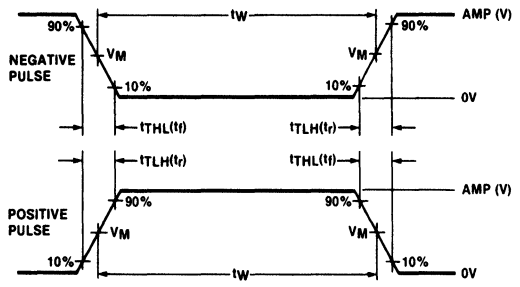 tW
AMP (V)
90%
90%
NEGATIVE
PULSE
VM
VM
10%
10%
0V
tTHL(tf)
tTLH(tr)
tTLH(tr)
tTHL(tf)
AMP (V)
90%
90%
POSITIVE
PULSE
VM
VM
10%
10%
tW
0V